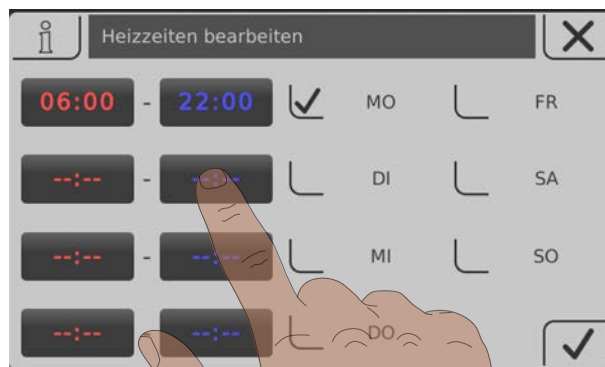 Heizzeiten bearbeiten
06:00 - 22:00 MO FR
--:-- - --:-- DI SA
--:-- - --:-- MI SO
--:-- - --:-- DO